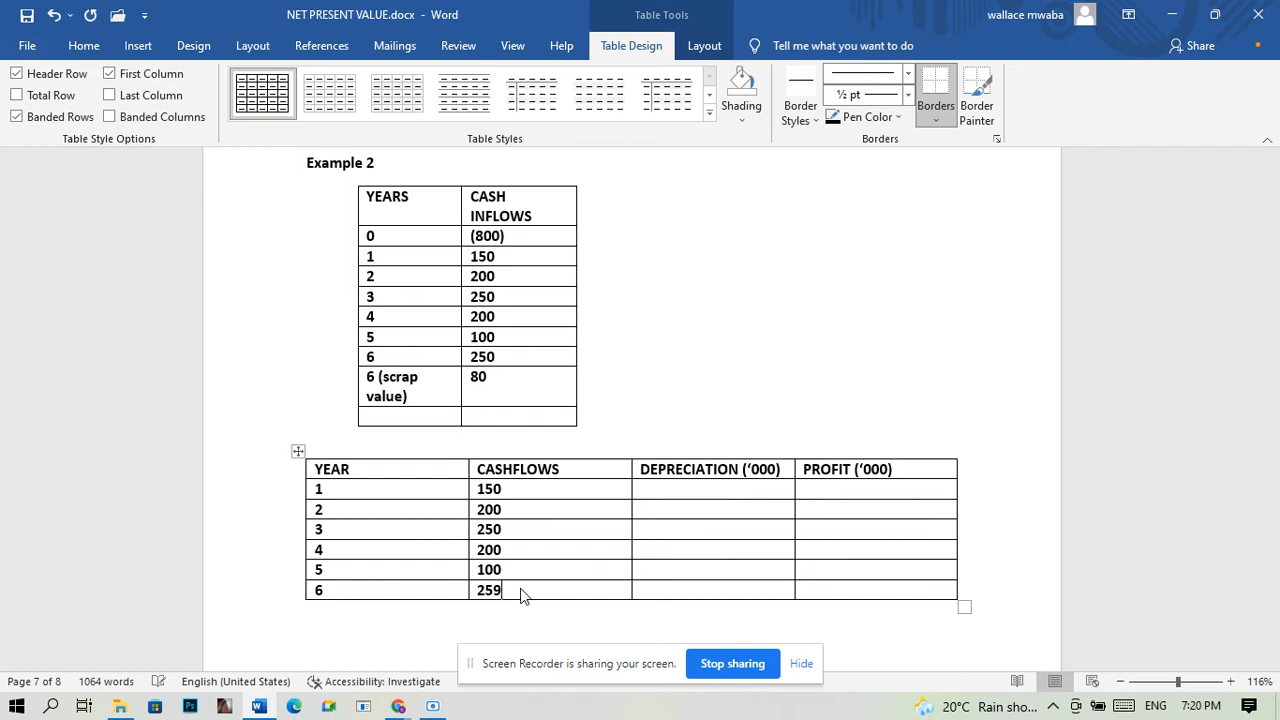 NET PRESENT VALUE.docx - Word
Table Tools
wallace mwaba
File Home Insert Design Layout References Mailings Review View Help Table Design Layout Tell me what you want to do Share
Header Row First Column
Total Row Last Column
Banded Rows Banded Columns
Table Style Options
Table Styles
Shading
Border Styles
½ pt
Pen Color
Borders
Border Painter
Borders
Example 2
YEARS CASH INFLOWS
0 (800)
1 150
2 200
3 250
4 200
5 100
6 250
6 (scrap value) 80
YEAR CASHFLOWS DEPRECIATION (‘000) PROFIT (‘000)
1 150
2 200
3 250
4 200
5 100
6 259
Screen Recorder is sharing your screen. Stop sharing Hide
Page 7 of 8 1064 words English (United States) Accessibility: Investigate 116%
20°C Rain sho... ENG 7:20 PM